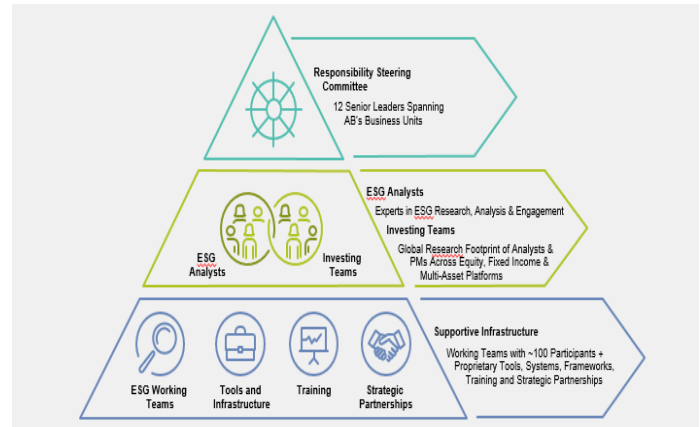 Responsibility Steering
Committee
12 Senior Leaders Spanning
AB's Business Units
ESG
Analysts
Investing
Teams
ESG Analysts
Experts in ESG Research, Analysis & Engagement
Investing Teams
Global Research Footprint of Analysts &
PMs Across Equity, Fixed Income &
Multi-Asset Platforms
ESG Working
Teams
Tools and
Infrastructure
Training
Strategic
Partnerships
Supportive Infrastructure
Working Teams with ~100 Participants +
Proprietary Tools, Systems, Frameworks,
Training and Strategic Partnerships